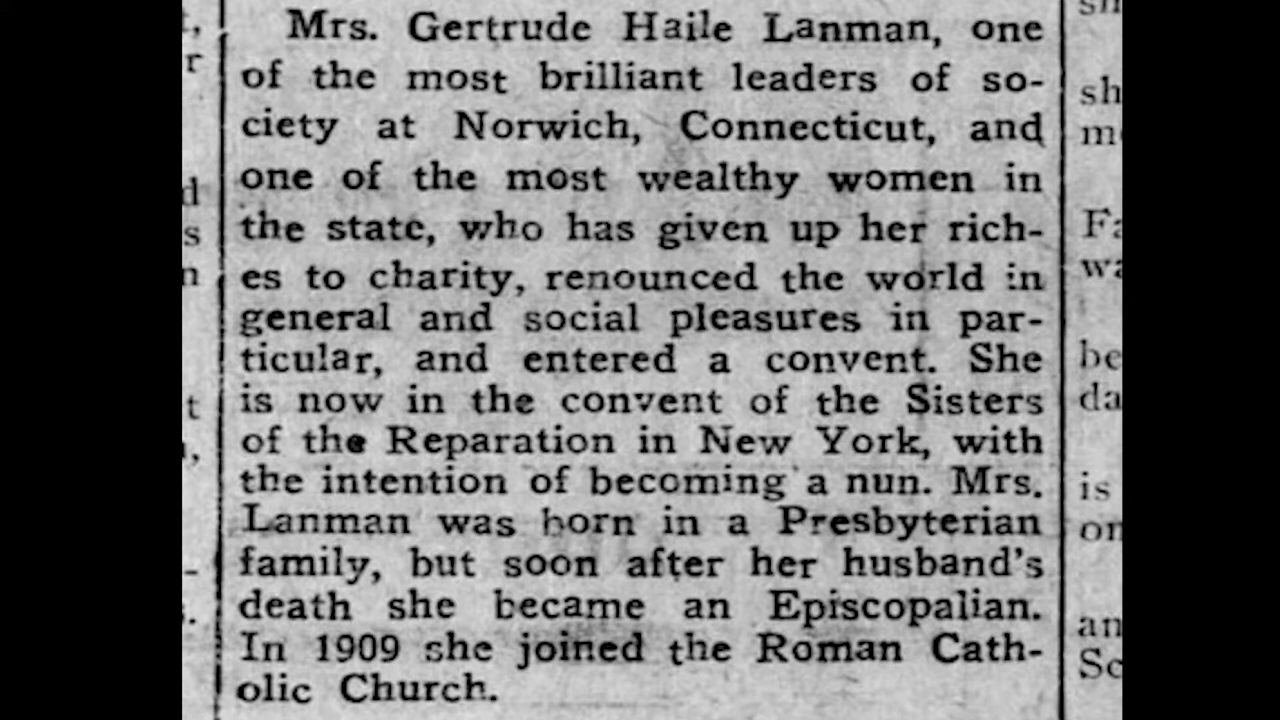 Mrs. Gertrude Haile Lanman, one
of the most brilliant leaders of so-
ciety at Norwich, Connecticut, and
one of the most wealthy women in
the state, who has given up her rich-
es to charity, renounced the world in
general and social pleasures in par-
ticular, and entered a convent. She
is now in the convent of the Sisters
of the Reparation in New York, with
the intention of becoming a nun. Mrs.
Lanman was born in a Presbyterian
family, but soon after her husband's
death she became an Episcopalian.
In 1909 she joined the Roman Cath-
olic Church.